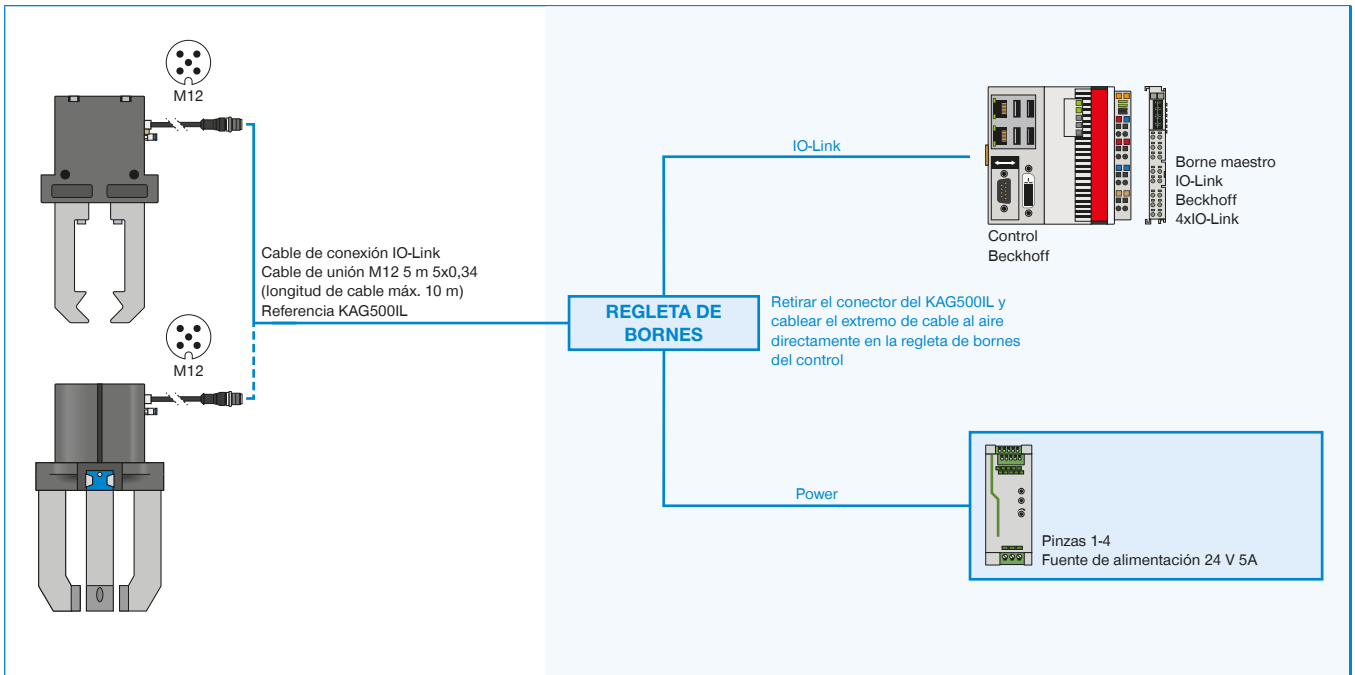 M12
Cable de conexión IO-Link
Cable de unión M12 5 m 5x0,34
(longitud de cable máx. 10 m)
Referencia KAG500IL
M12
REGLETA DE
BORNES
Retirar el conector del KAG500IL y
cablear el extremo de cable al aire
directamente en la regleta de bornes
del control
IO-Link
Control
Beckhoff
Borne maestro
IO-Link
Beckhoff
4xIO-Link
Power
Pinzas 1-4
Fuente de alimentación 24 V 5A